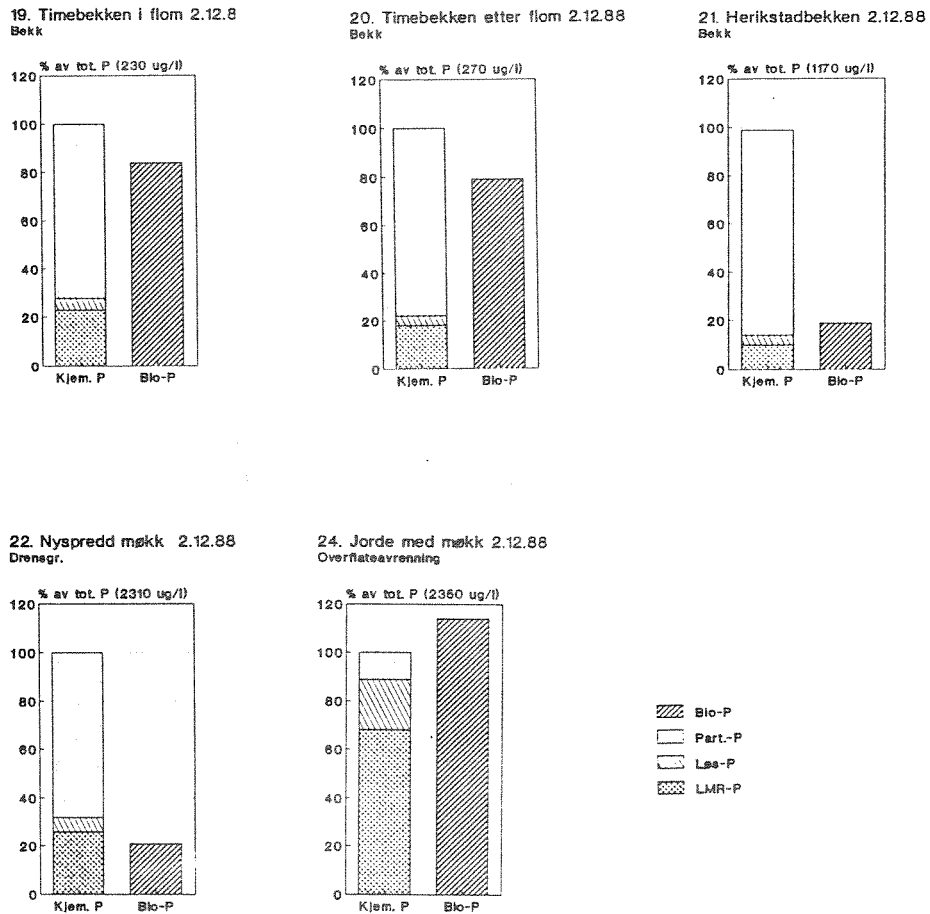 19. Timebekken i flom 2.12.8
Bekk
% av tot. P (230 ug/l)
120
100
80
60
40
20
0
Kjem. P Bio-P
20. Timebekken etter flom 2.12.88
Bekk
% av tot. P (270 ug/l)
120
100
80
60
40
20
0
Kjem. P Bio-P
21. Herikstadbekken 2.12.88
Bekk
% av tot. P (1170 ug/l)
120
100
80
60
40
20
0
Kjem. P Bio-P
22. Nyspredd møkk 2.12.88
Drensgr.
% av tot. P (2310 ug/l)
120
100
80
60
40
20
0
Kjem. P Bio-P
24. Jorde med møkk 2.12.88
Overflateavrenning
% av tot. P (2360 ug/l)
120
100
80
60
40
20
0
Kjem. P Bio-P
Bio-P
Part.-P
Løs-P
LMR-P